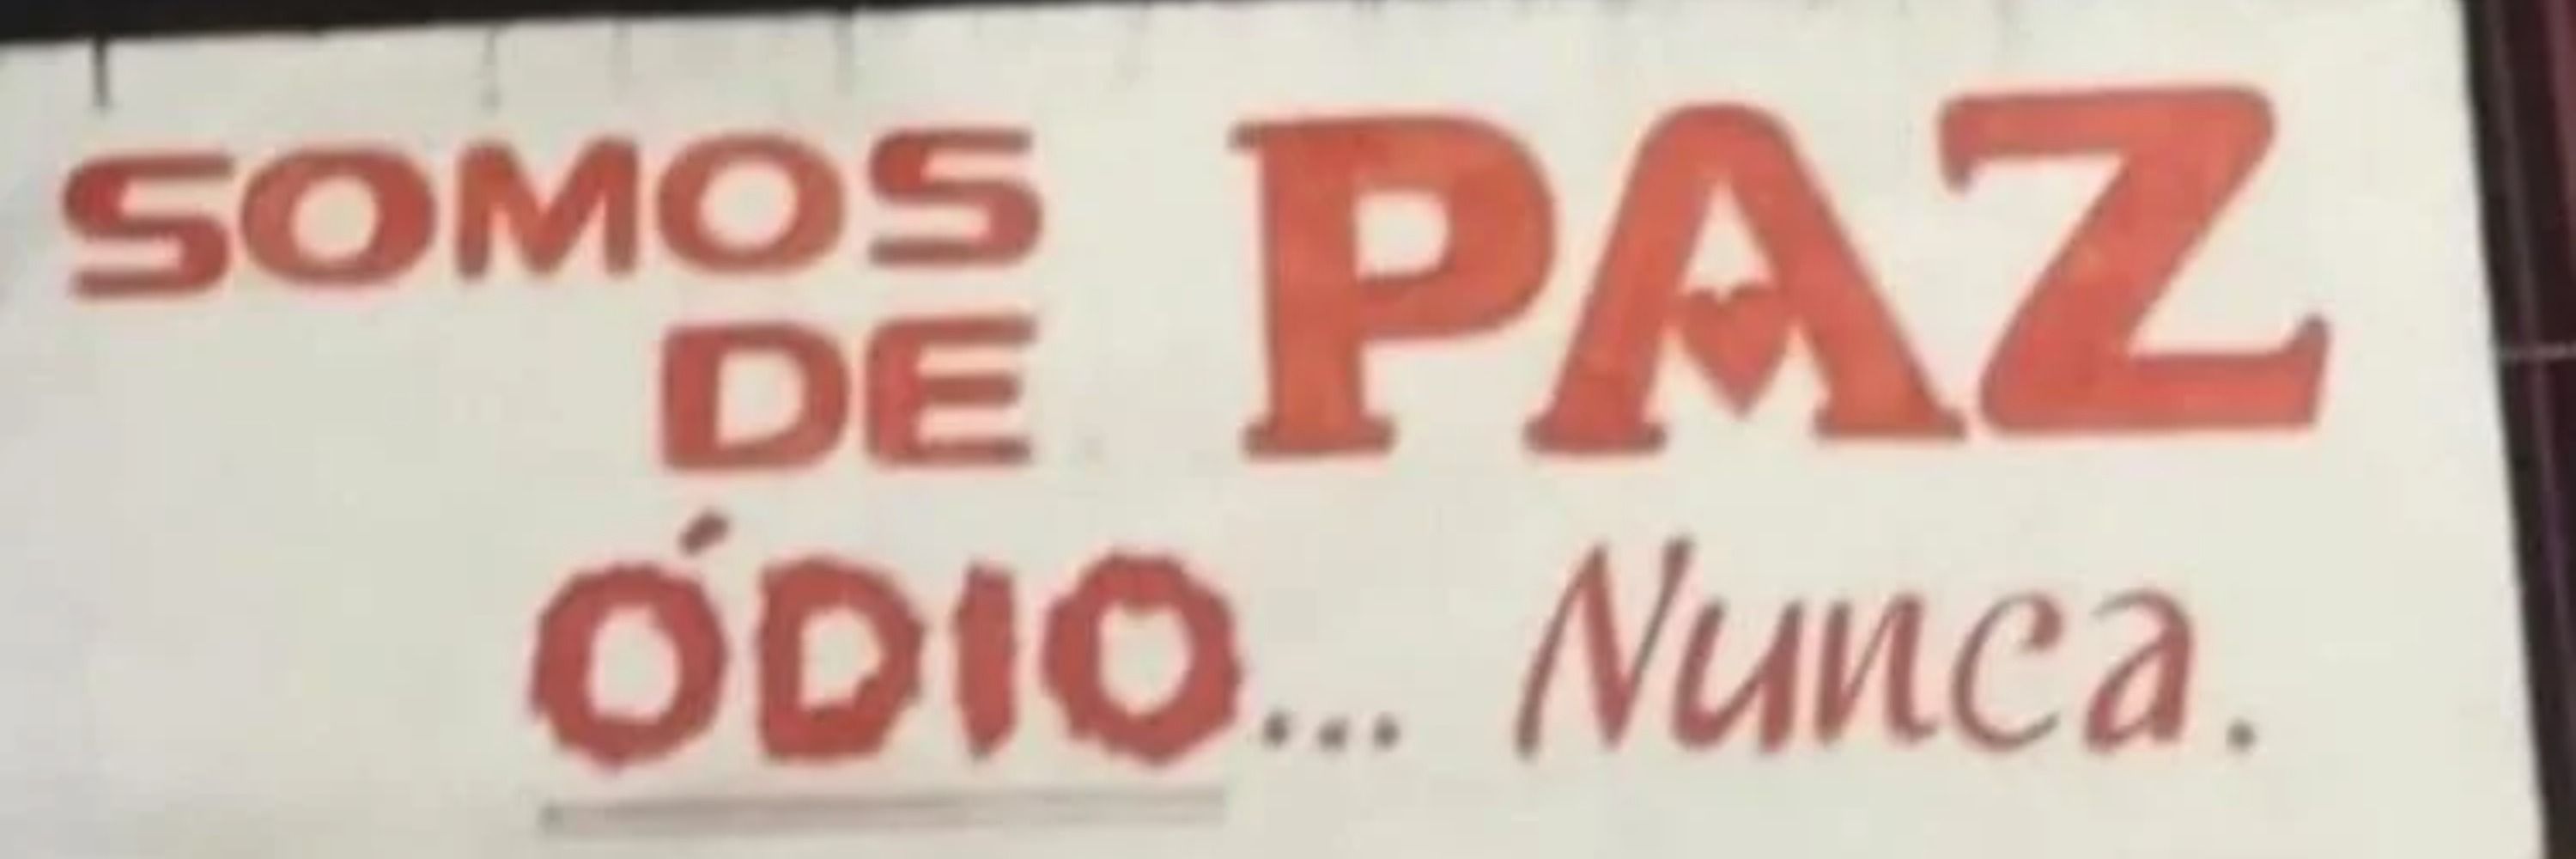 SOMOS
DE PAZ
ÓDIO... Nunca.